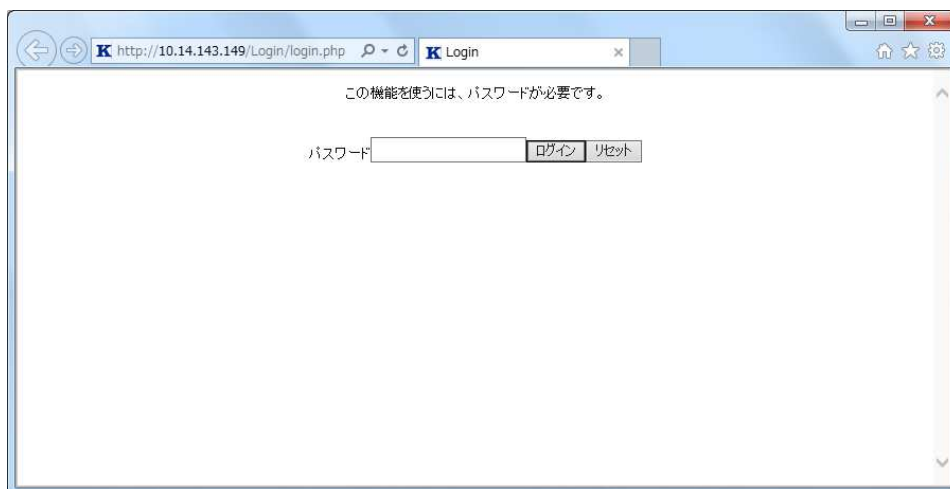 K http://10.14.143.149/Login/login.php
K Login
この機能を使うには、パスワードが必要です。
パスワード
ログイン リセット